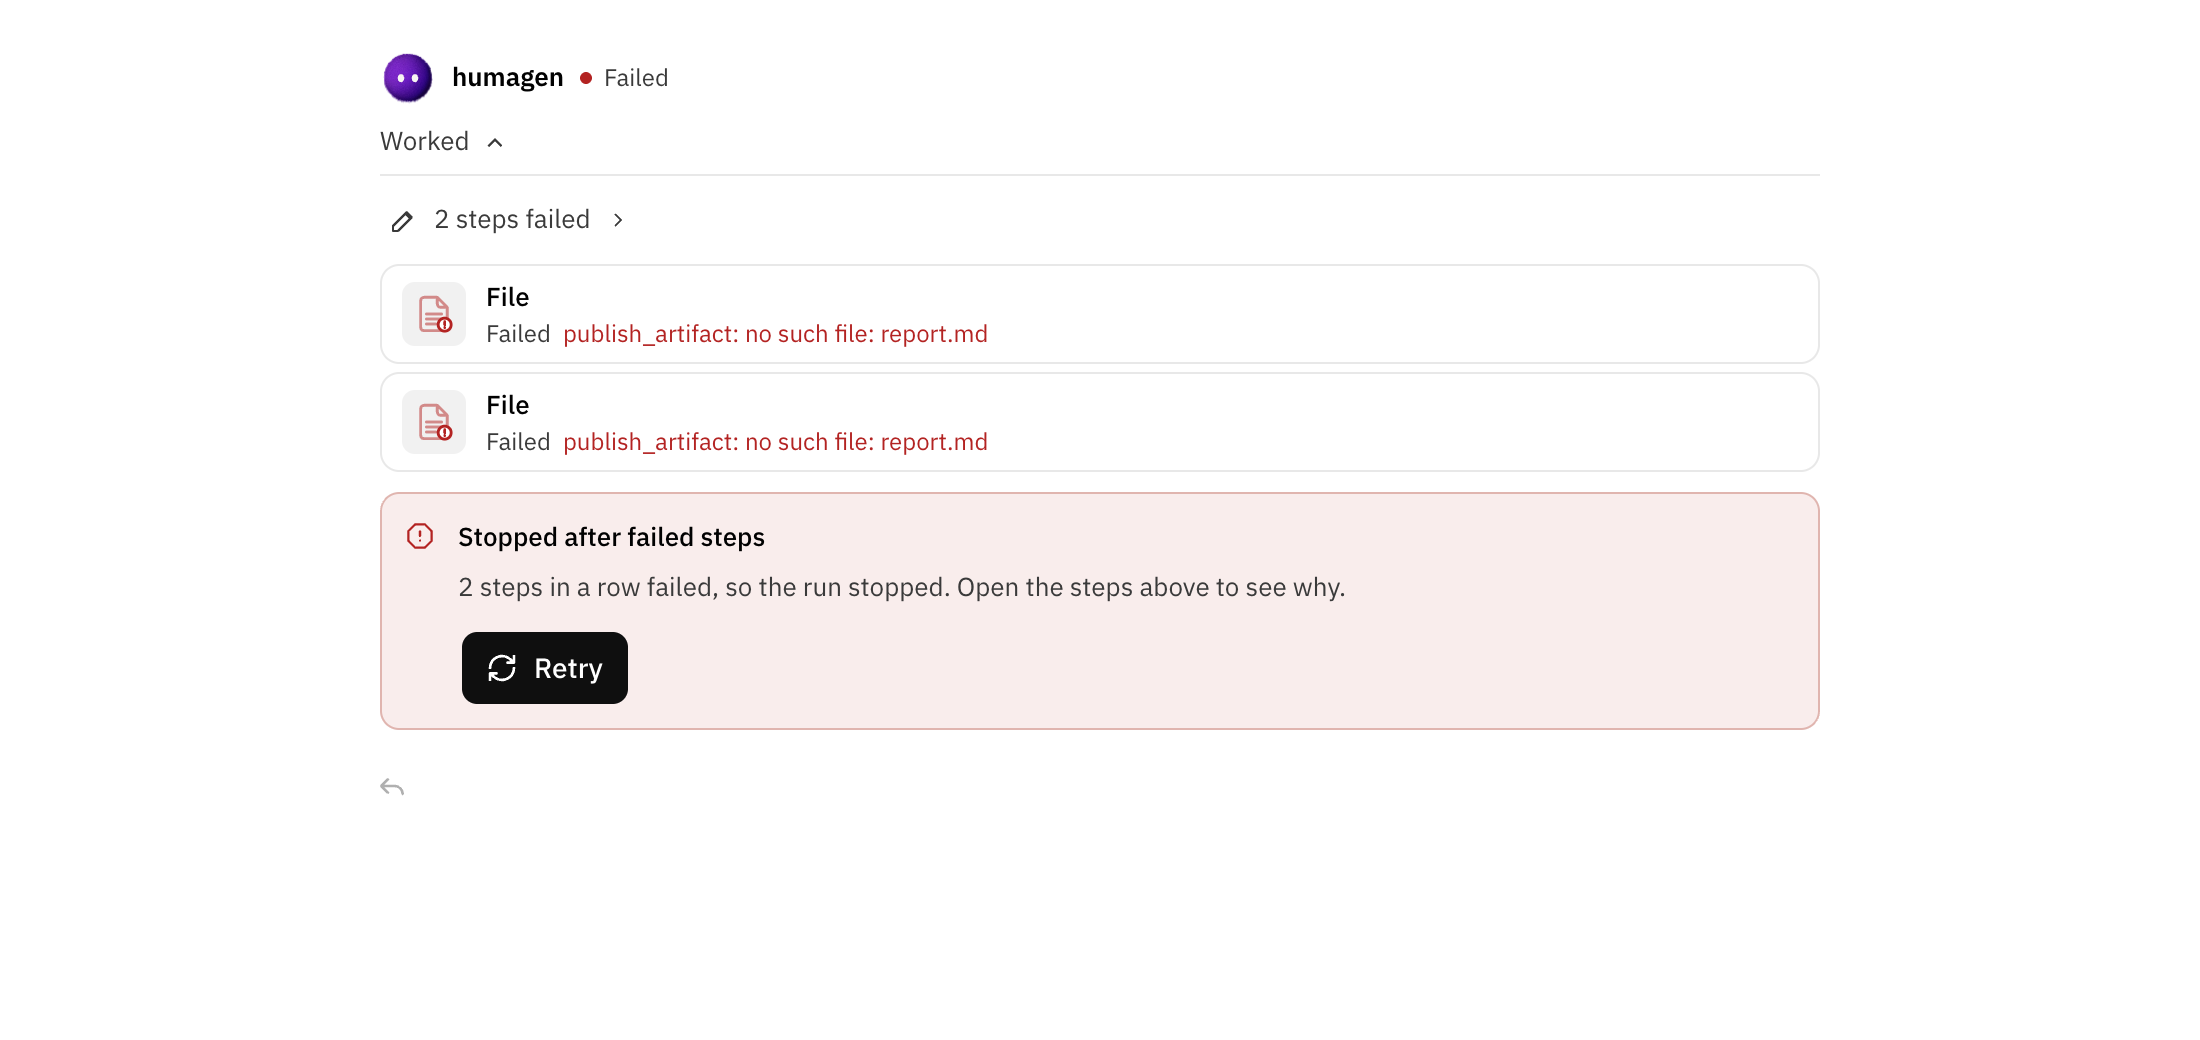 humagen Failed
Worked
2 steps failed
File
Failed publish_artifact: no such file: report.md
File
Failed publish_artifact: no such file: report.md
Stopped after failed steps
2 steps in a row failed, so the run stopped. Open the steps above to see why.
Retry